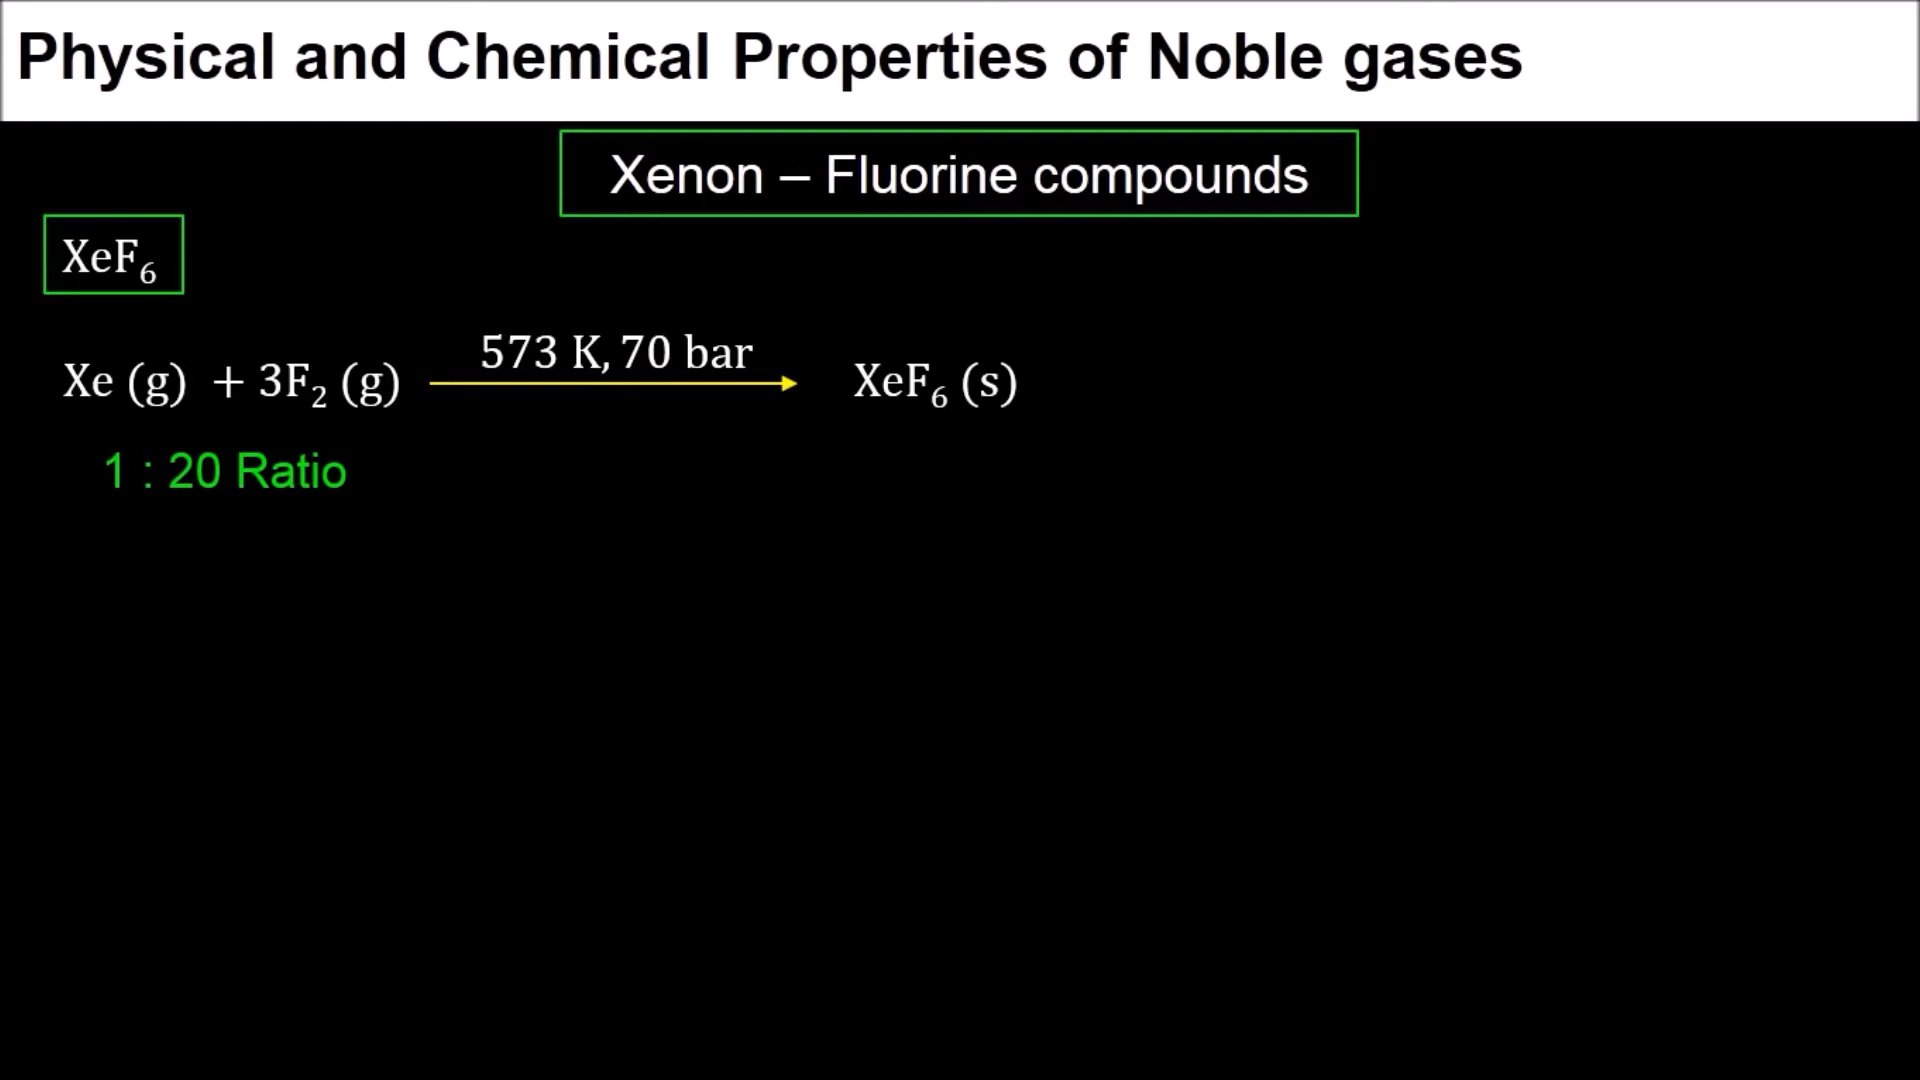 Physical and Chemical Properties of Noble gases
Xenon – Fluorine compounds
XeF₆
Xe (g) + 3F₂ (g) 573 K, 70 bar → XeF₆ (s)
1 : 20 Ratio